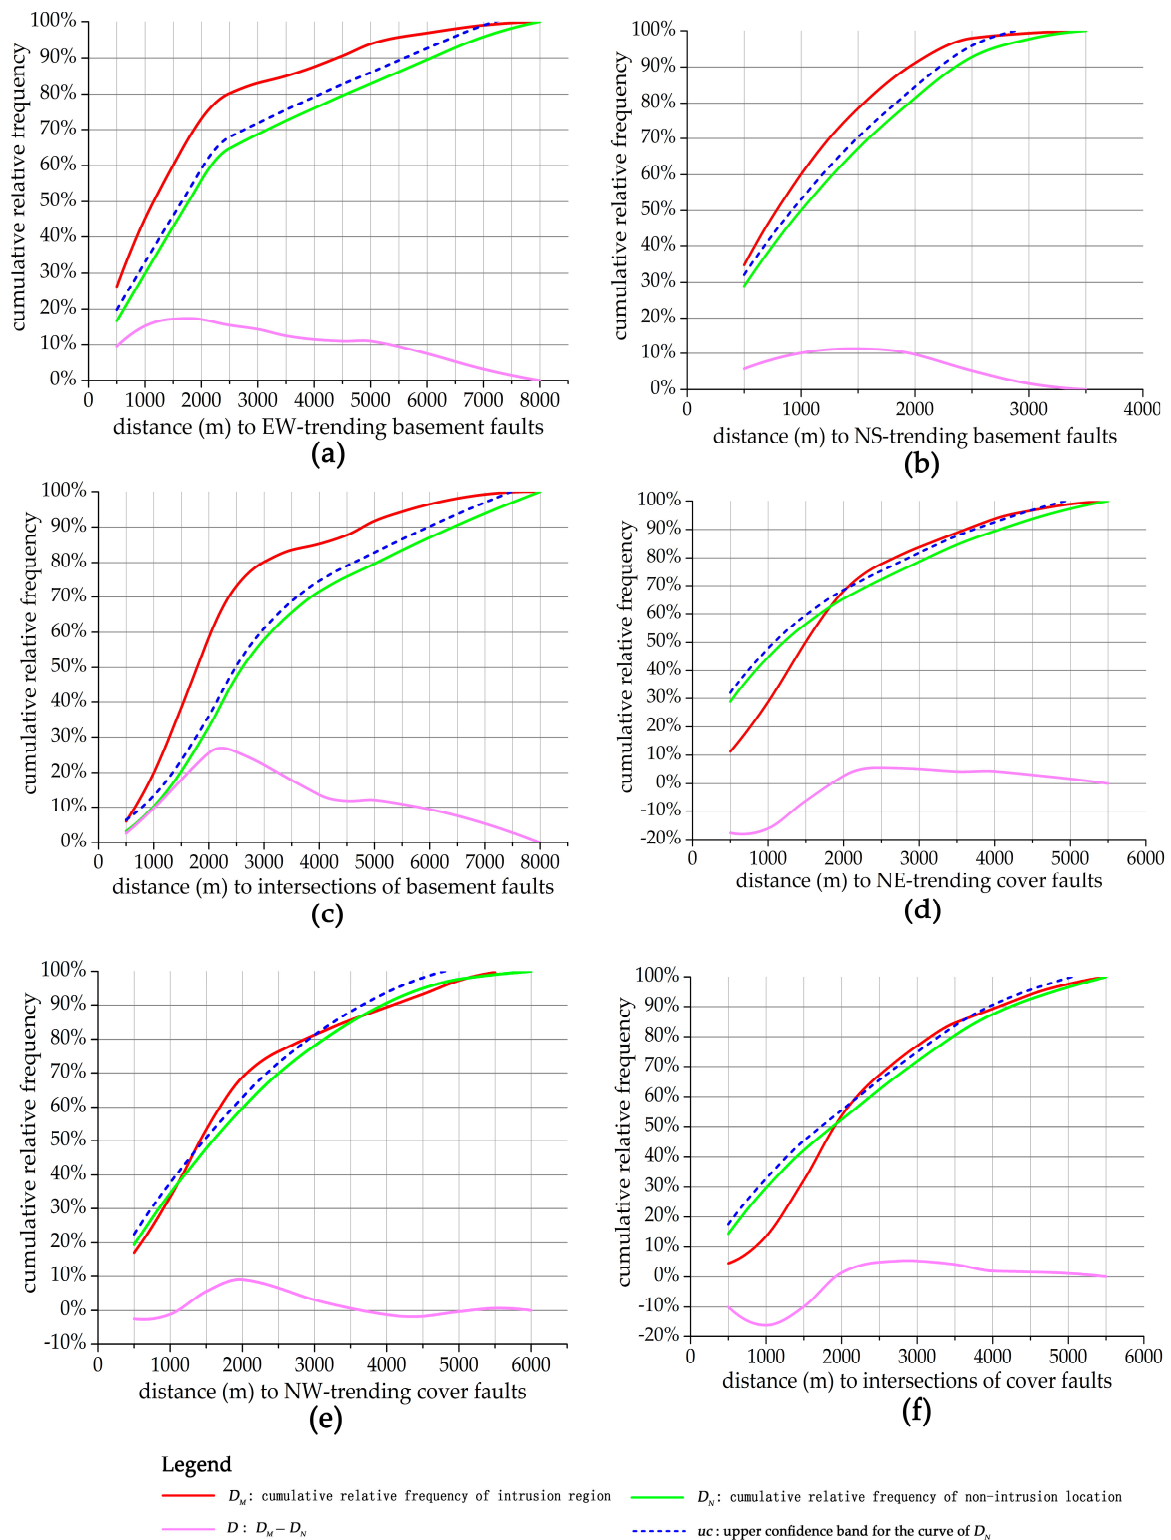 cumulative relative frequency
100%
90%
80%
70%
60%
50%
40%
30%
20%
10%
0%
0 1000 2000 3000 4000 5000 6000 7000 8000
distance (m) to EW-trending basement faults
(a)
cumulative relative frequency
100%
90%
80%
70%
60%
50%
40%
30%
20%
10%
0%
0 1000 2000 3000 4000
distance (m) to NS-trending basement faults
(b)
cumulative relative frequency
100%
90%
80%
70%
60%
50%
40%
30%
20%
10%
0%
0 1000 2000 3000 4000 5000 6000 7000 8000
distance (m) to intersections of basement faults
(c)
cumulative relative frequency
100%
90%
80%
70%
60%
50%
40%
30%
20%
10%
0%
-10%
-20%
0 1000 2000 3000 4000 5000 6000
distance (m) to NE-trending cover faults
(d)
cumulative relative frequency
100%
90%
80%
70%
60%
50%
40%
30%
20%
10%
0%
-10%
0 1000 2000 3000 4000 5000 6000
distance (m) to NW-trending cover faults
(e)
cumulative relative frequency
100%
90%
80%
70%
60%
50%
40%
30%
20%
10%
0%
-10%
-20%
0 1000 2000 3000 4000 5000 6000
distance (m) to intersections of cover faults
(f)
Legend
D_M: cumulative relative frequency of intrusion region
D_N: cumulative relative frequency of non-intrusion location
D: D_M − D_N
uc: upper confidence band for the curve of D_N